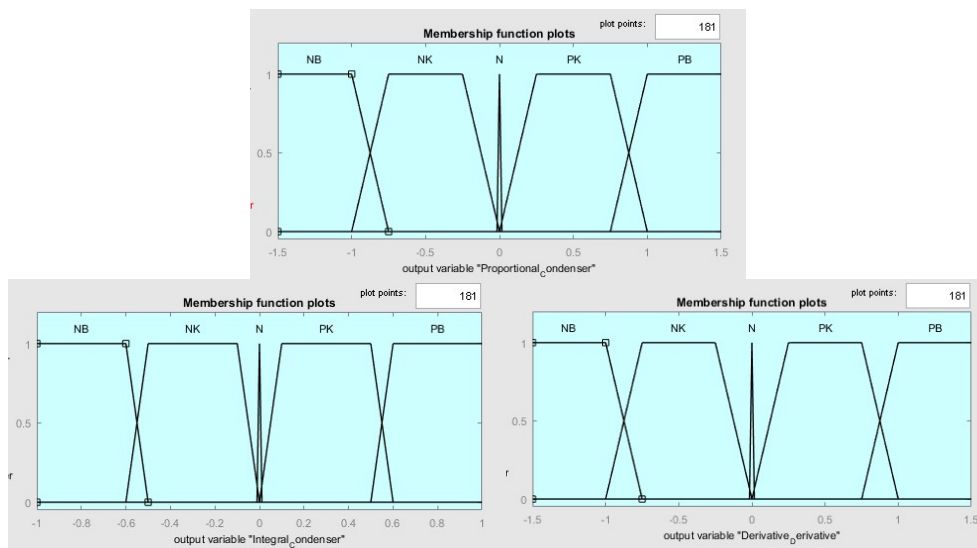 plot points: 181
Membership function plots
NB NK N PK PB
1
0.5
0
r
-1.5 -1 -0.5 0 0.5 1 1.5
output variable "Proportional_Condenser"
plot points: 181
Membership function plots
NB NK N PK PB
1
0.5
er
0
-1 -0.8 -0.6 -0.4 -0.2 0 0.2 0.4 0.6 0.8 1
output variable "Integral_Condenser"
plot points: 181
Membership function plots
NB NK N PK PB
1
0.5
r
0
-1.5 -1 -0.5 0 0.5 1 1.5
output variable "Derivative_Derivative"